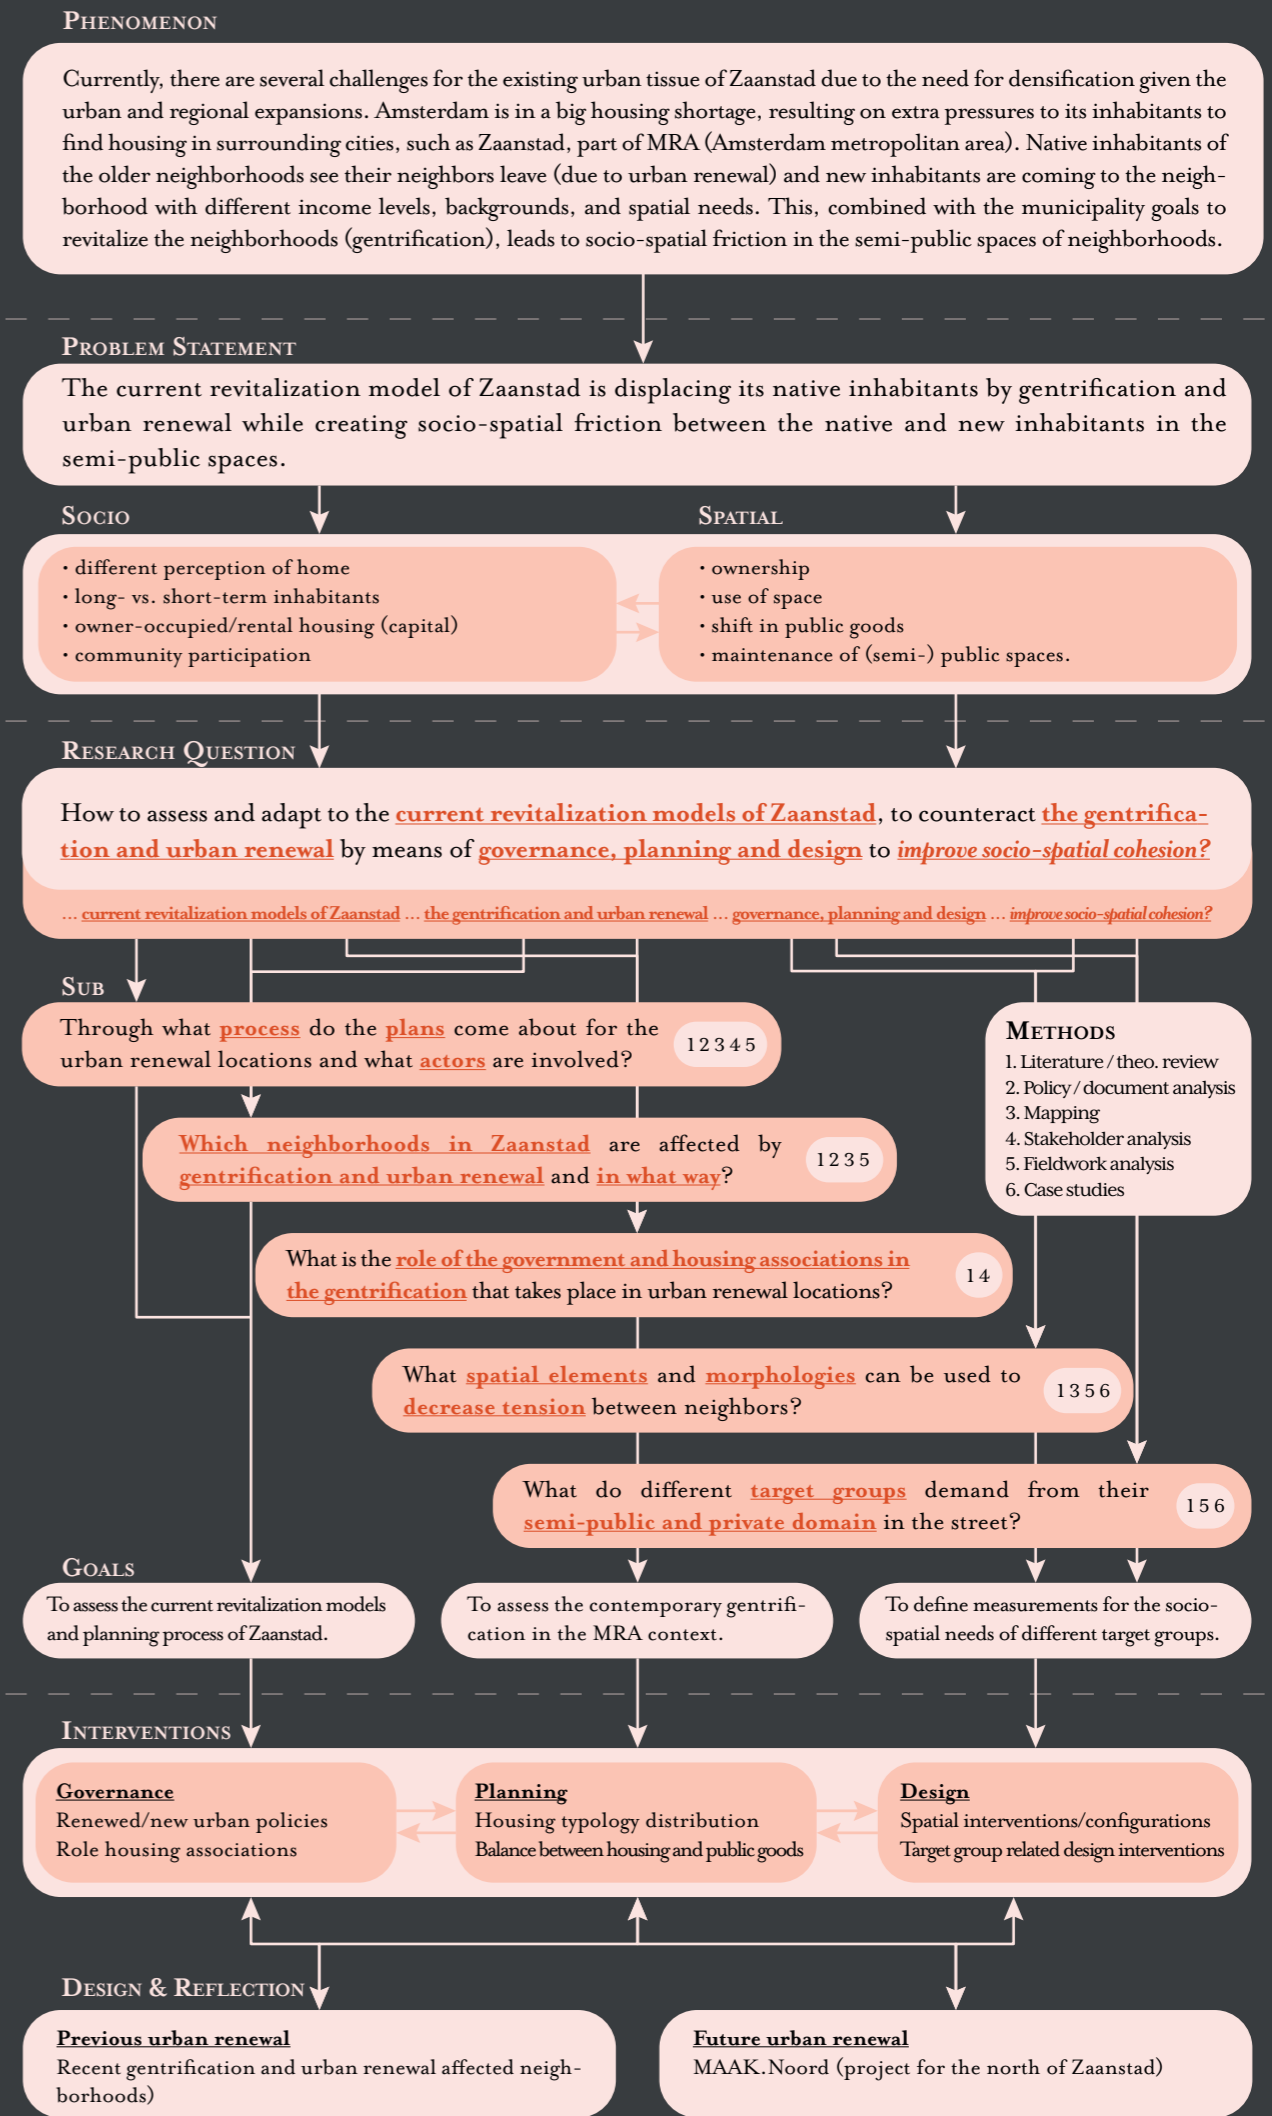 PHENOMENON
Currently, there are several challenges for the existing urban tissue of Zaanstad due to the need for densification given the
urban and regional expansions. Amsterdam is in a big housing shortage, resulting on extra pressures to its inhabitants to
find housing in surrounding cities, such as Zaanstad, part of MRA (Amsterdam metropolitan area). Native inhabitants of
the older neighborhoods see their neighbors leave (due to urban renewal) and new inhabitants are coming to the neigh-
borhood with different income levels, backgrounds, and spatial needs. This, combined with the municipality goals to
revitalize the neighborhoods (gentrification), leads to socio-spatial friction in the semi-public spaces of neighborhoods.
PROBLEM STATEMENT
The current revitalization model of Zaanstad is displacing its native inhabitants by gentrification and
urban renewal while creating socio-spatial friction between the native and new inhabitants in the
semi-public spaces.
SOCIO
· different perception of home
· long- vs. short-term inhabitants
· owner-occupied/rental housing (capital)
· community participation
SPATIAL
· ownership
· use of space
· shift in public goods
· maintenance of (semi-) public spaces.
RESEARCH QUESTION
How to assess and adapt to the current revitalization models of Zaanstad, to counteract the gentrifica-
tion and urban renewal by means of governance, planning and design to improve socio-spatial cohesion?
... current revitalization models of Zaanstad ... the gentrification and urban renewal ... governance, planning and design ... improve socio-spatial cohesion?
SUB
Through what process do the plans come about for the
urban renewal locations and what actors are involved?
1 2 3 4 5
METHODS
1. Literature / theo. review
2. Policy / document analysis
3. Mapping
4. Stakeholder analysis
5. Fieldwork analysis
6. Case studies
Which neighborhoods in Zaanstad are affected by
gentrification and urban renewal and in what way?
1 2 3 5
What is the role of the government and housing associations in
the gentrification that takes place in urban renewal locations?
1 4
What spatial elements and morphologies can be used to
decrease tension between neighbors?
1 3 5 6
What do different target groups demand from their
semi-public and private domain in the street?
1 5 6
GOALS
To assess the current revitalization models
and planning process of Zaanstad.
To assess the contemporary gentrifi-
cation in the MRA context.
To define measurements for the socio-
spatial needs of different target groups.
INTERVENTIONS
Governance
Renewed/new urban policies
Role housing associations
Planning
Housing typology distribution
Balance between housing and public goods
Design
Spatial interventions/configurations
Target group related design interventions
DESIGN & REFLECTION
Previous urban renewal
Recent gentrification and urban renewal affected neigh-
borhoods)
Future urban renewal
MAAK.Noord (project for the north of Zaanstad)